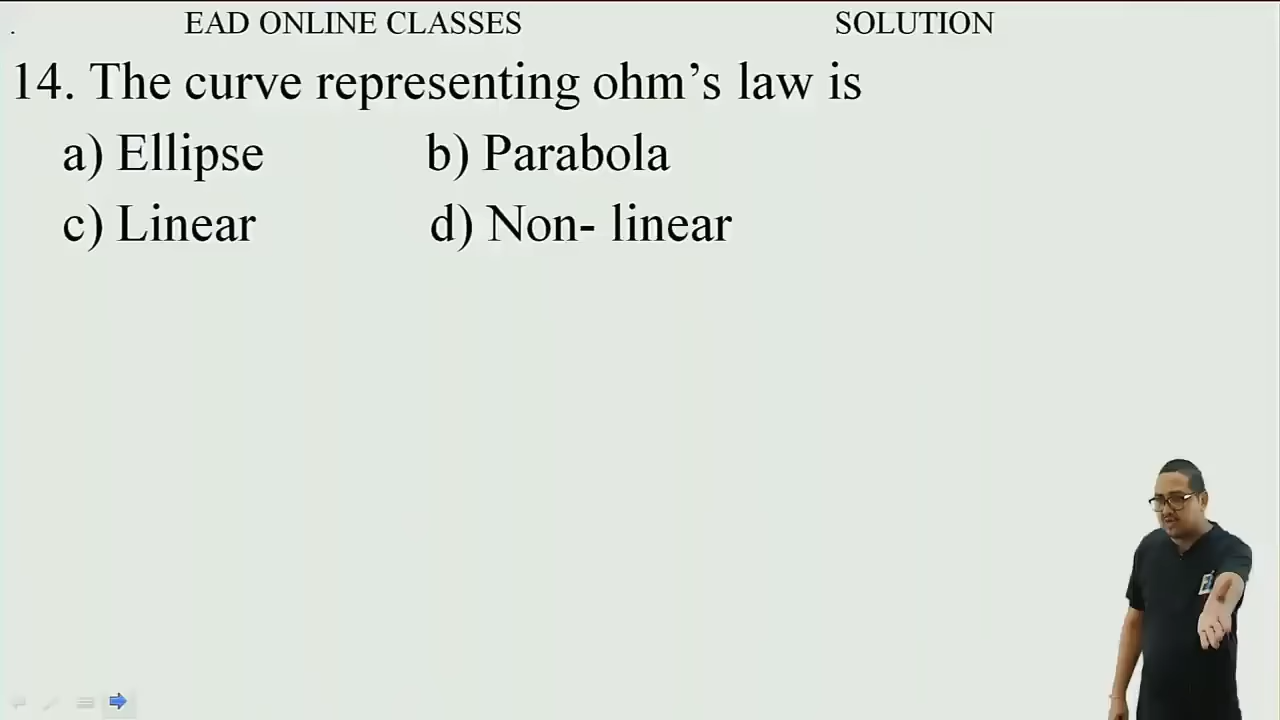 . EAD ONLINE CLASSES SOLUTION
14. The curve representing ohm’s law is
a) Ellipse b) Parabola
c) Linear d) Non- linear